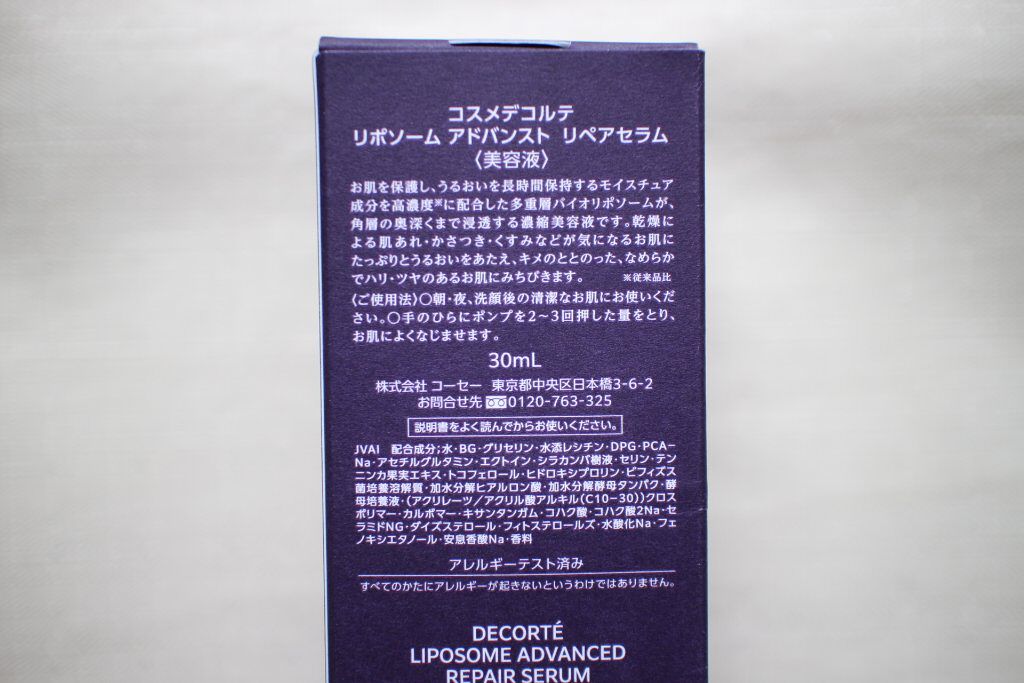 コスメデコルテ
リポソーム アドバンスト リペアセラム
〈美容液〉
お肌を保護し、うるおいを長時間保持するモイスチュア
成分を高濃度※に配合した多重層バイオリポソームが、
角層の奥深くまで浸透する濃縮美容液です。乾燥に
よる肌あれ・かさつき・くすみなどが気になるお肌に
たっぷりとうるおいをあたえ、キメのととのった、なめらか
でハリ・ツヤのあるお肌にみちびきます。 ※従来品比
〈ご使用法〉○朝・夜、洗顔後の清潔なお肌にお使いくだ
さい。○手のひらにポンプを2~3回押した量をとり、
お肌によくなじませます。
30mL
株式会社 コーセー 東京都中央区日本橋3-6-2
お問合せ先 0120-763-325
説明書をよく読んでからお使いください。
JVAI 配合成分;水・BG・グリセリン・水添レシチン・DPG・PCA-
Na・アセチルグルタミン・エクトイン・シラカンバ樹液・セリン・テン
ニンカ果実エキス・トコフェロール・ヒドロキシプロリン・ビフィズス
菌培養溶解質・加水分解ヒアルロン酸・加水分解酵母タンパク・酵
母培養液・(アクリレーツ/アクリル酸アルキル(C10-30))クロス
ポリマー・カルボマー・キサンタンガム・コハク酸・コハク酸2Na・セ
ラミドNG・ダイズステロール・フィトステロールズ・水酸化Na・フェ
ノキシエタノール・安息香酸Na・香料
アレルギーテスト済み
すべてのかたにアレルギーが起きないというわけではありません。
DECORTÉ
LIPOSOME ADVANCED
REPAIR SERUM